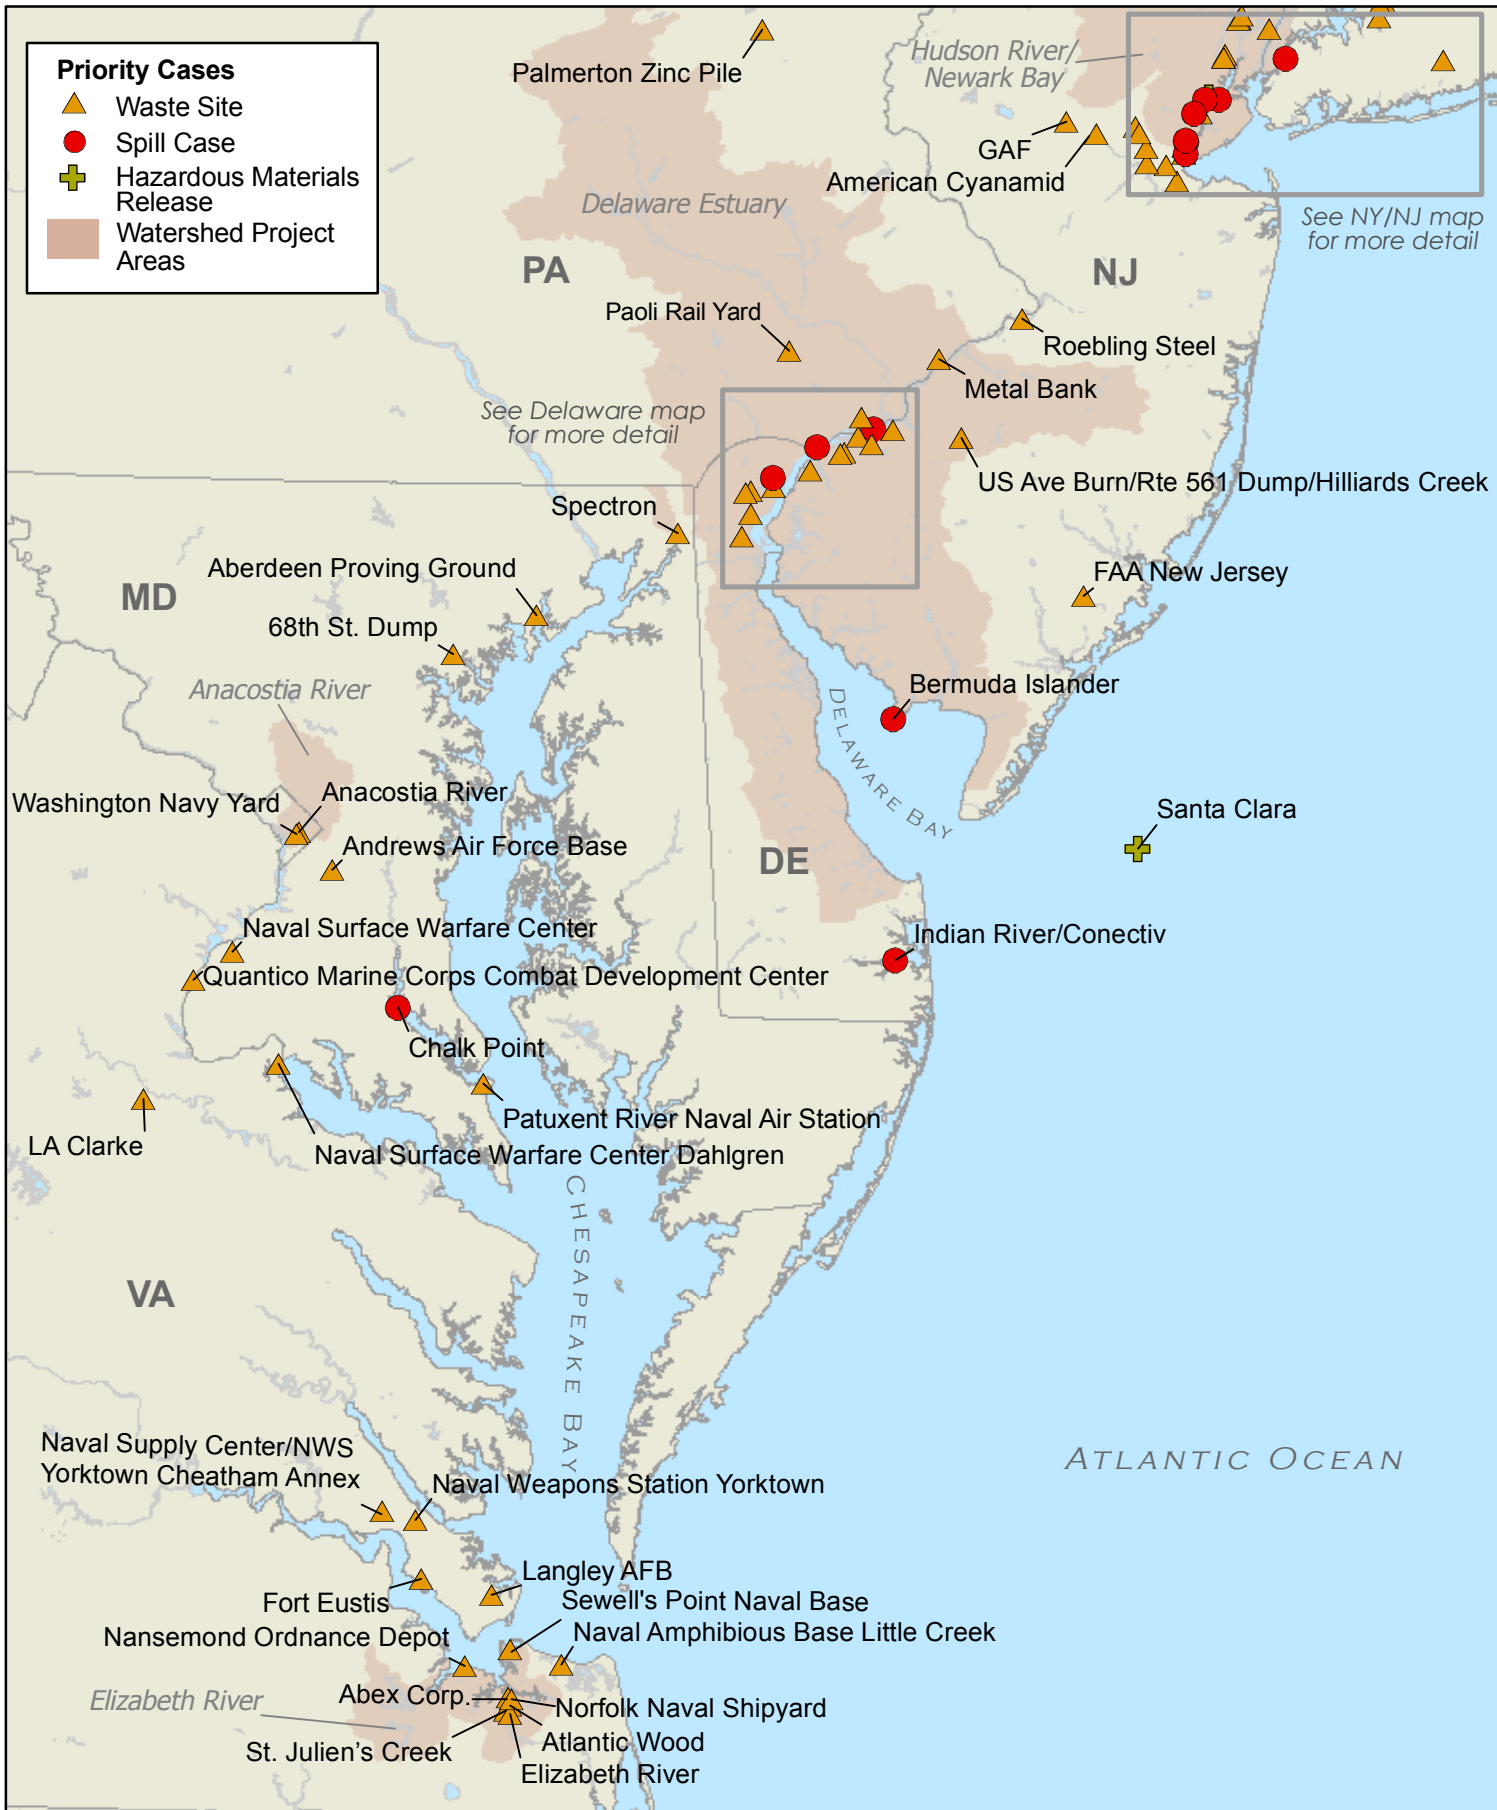 Priority Cases
Waste Site
Spill Case
Hazardous Materials
Release
Watershed Project
Areas
Palmerton Zinc Pile
Hudson River/
Newark Bay
GAF
American Cyanamid
See NY/NJ map
for more detail
Delaware Estuary
PA
NJ
Paoli Rail Yard
Roebling Steel
Metal Bank
See Delaware map
for more detail
US Ave Burn/Rte 561 Dump/Hilliards Creek
Spectron
Aberdeen Proving Ground
FAA New Jersey
MD
68th St. Dump
Anacostia River
Bermuda Islander
DELAWARE BAY
Washington Navy Yard
Anacostia River
Santa Clara
Andrews Air Force Base
DE
Naval Surface Warfare Center
Indian River/Conectiv
Quantico Marine Corps Combat Development Center
Chalk Point
Patuxent River Naval Air Station
LA Clarke
Naval Surface Warfare Center Dahlgren
CHESAPEAKE BAY
VA
ATLANTIC OCEAN
Naval Supply Center/NWS
Yorktown Cheatham Annex
Naval Weapons Station Yorktown
Langley AFB
Fort Eustis
Sewell's Point Naval Base
Nansemond Ordnance Depot
Naval Amphibious Base Little Creek
Elizabeth River
Abex Corp.
Norfolk Naval Shipyard
St. Julien’s Creek
Atlantic Wood
Elizabeth River